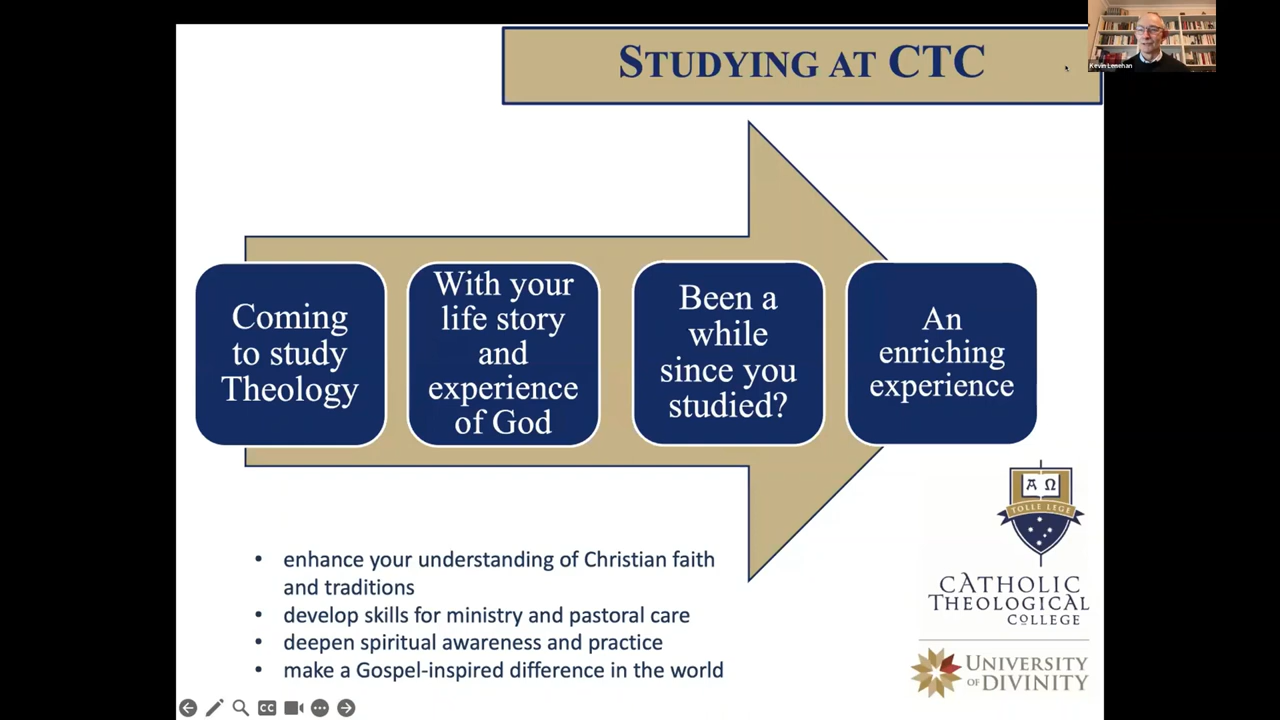 STUDYING AT CTC
Kevin Lenehan
Coming
to study
Theology
With your
life story
and
experience
of God
Been a
while
since you
studied?
An
enriching
experience
• enhance your understanding of Christian faith
and traditions
• develop skills for ministry and pastoral care
• deepen spiritual awareness and practice
• make a Gospel-inspired difference in the world
Α Ω
TOLLE LEGE
CATHOLIC
THEOLOGICAL
COLLEGE
UNIVERSITY
OF DIVINITY
CC